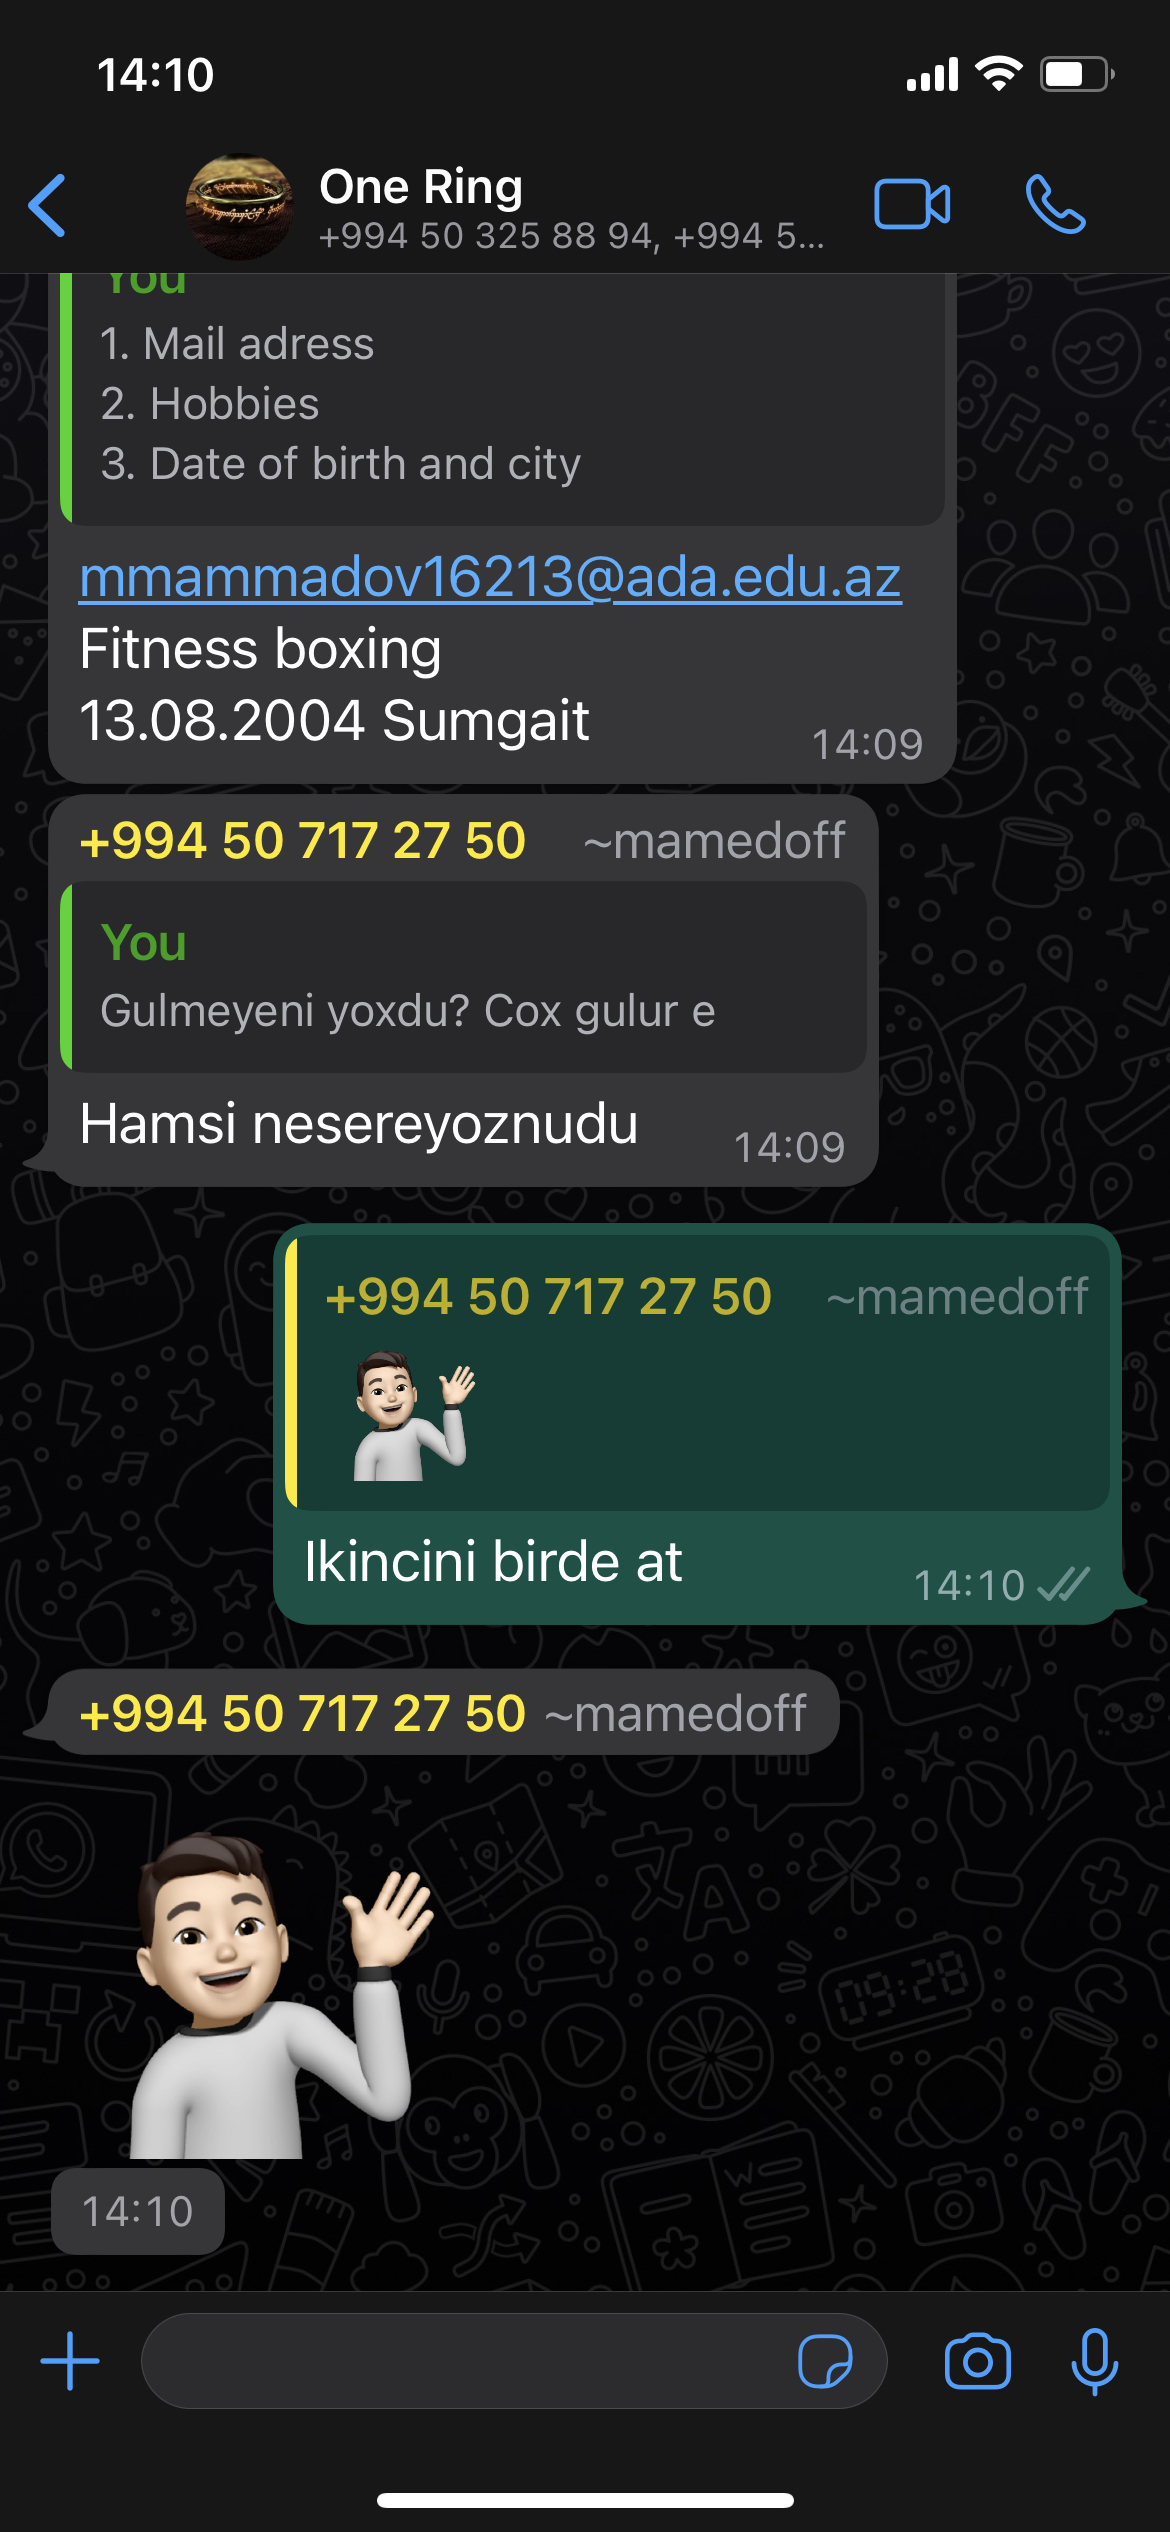 14:10
One Ring
+994 50 325 88 94, +994 5...
You
1. Mail adress
2. Hobbies
3. Date of birth and city
mmammadov16213@ada.edu.az
Fitness boxing
13.08.2004 Sumgait
14:09
+994 50 717 27 50 ~mamedoff
You
Gulmeyeni yoxdu? Cox gulur e
Hamsi nesereyoznudu
14:09
+994 50 717 27 50 ~mamedoff
Ikincini birde at
14:10
+994 50 717 27 50 ~mamedoff
14:10